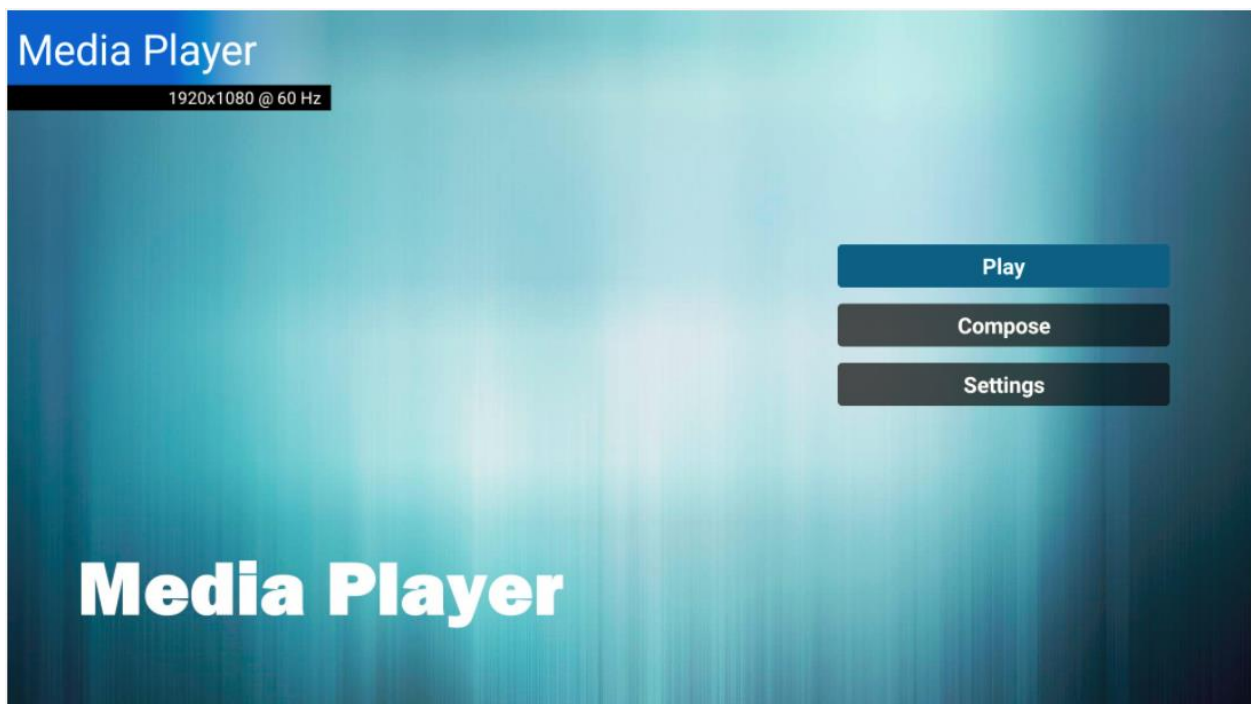 Media Player
1920x1080 @ 60 Hz
Play
Compose
Settings
Media Player